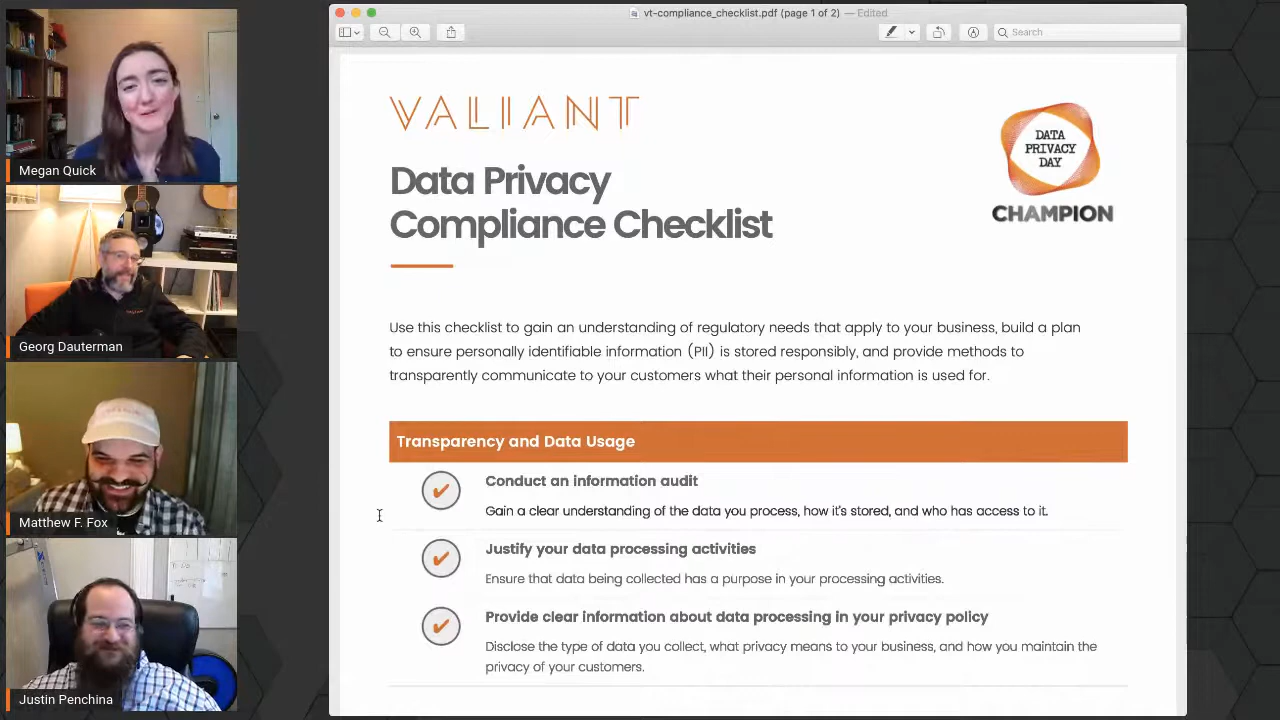 Megan Quick
Georg Dauterman
Matthew F. Fox
Justin Penchina
vt-compliance_checklist.pdf (page 1 of 2) — Edited
Search
VALIANT
Data Privacy
Compliance Checklist
DATA
PRIVACY
DAY
CHAMPION
Use this checklist to gain an understanding of regulatory needs that apply to your business, build a plan
to ensure personally identifiable information (PII) is stored responsibly, and provide methods to
transparently communicate to your customers what their personal information is used for.
Transparency and Data Usage
Conduct an information audit
Gain a clear understanding of the data you process, how it's stored, and who has access to it.
Justify your data processing activities
Ensure that data being collected has a purpose in your processing activities.
Provide clear information about data processing in your privacy policy
Disclose the type of data you collect, what privacy means to your business, and how you maintain the
privacy of your customers.